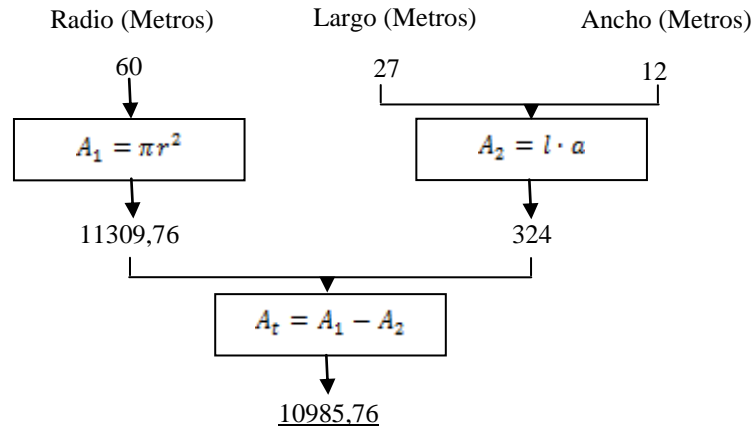 Radio (Metros) Largo (Metros) Ancho (Metros)
60 27 12
A₁ = πr² A₂ = l · a
11309,76 324
Aₜ = A₁ − A₂
10985,76